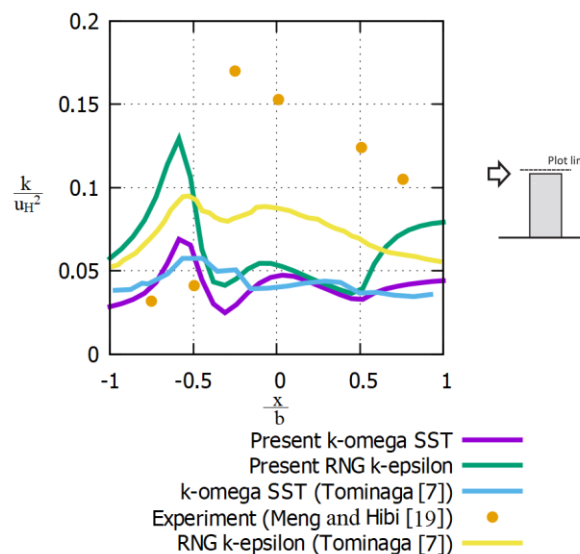 0.2
0.15
0.1
0.05
0
k
uH²
-1
-0.5
0
0.5
1
x
b
Plot lin
Present k-omega SST
Present RNG k-epsilon
k-omega SST (Tominaga [7])
Experiment (Meng and Hibi [19])
RNG k-epsilon (Tominaga [7])